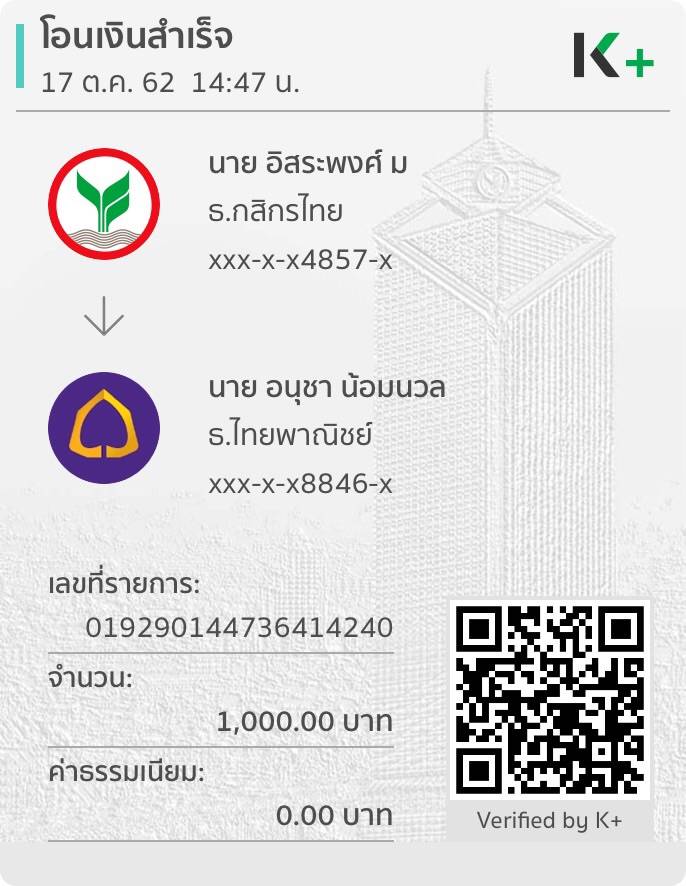 โอนเงินสำเร็จ
17 ต.ค. 62 14:47 น.
K+
นาย อิสระพงศ์ ม
ธ.กสิกรไทย
xxx-x-x4857-x
นาย อนุชา น้อมนวล
ธ.ไทยพาณิชย์
xxx-x-x8846-x
เลขที่รายการ:
019290144736414240
จำนวน:
1,000.00 บาท
ค่าธรรมเนียม:
0.00 บาท
Verified by K+